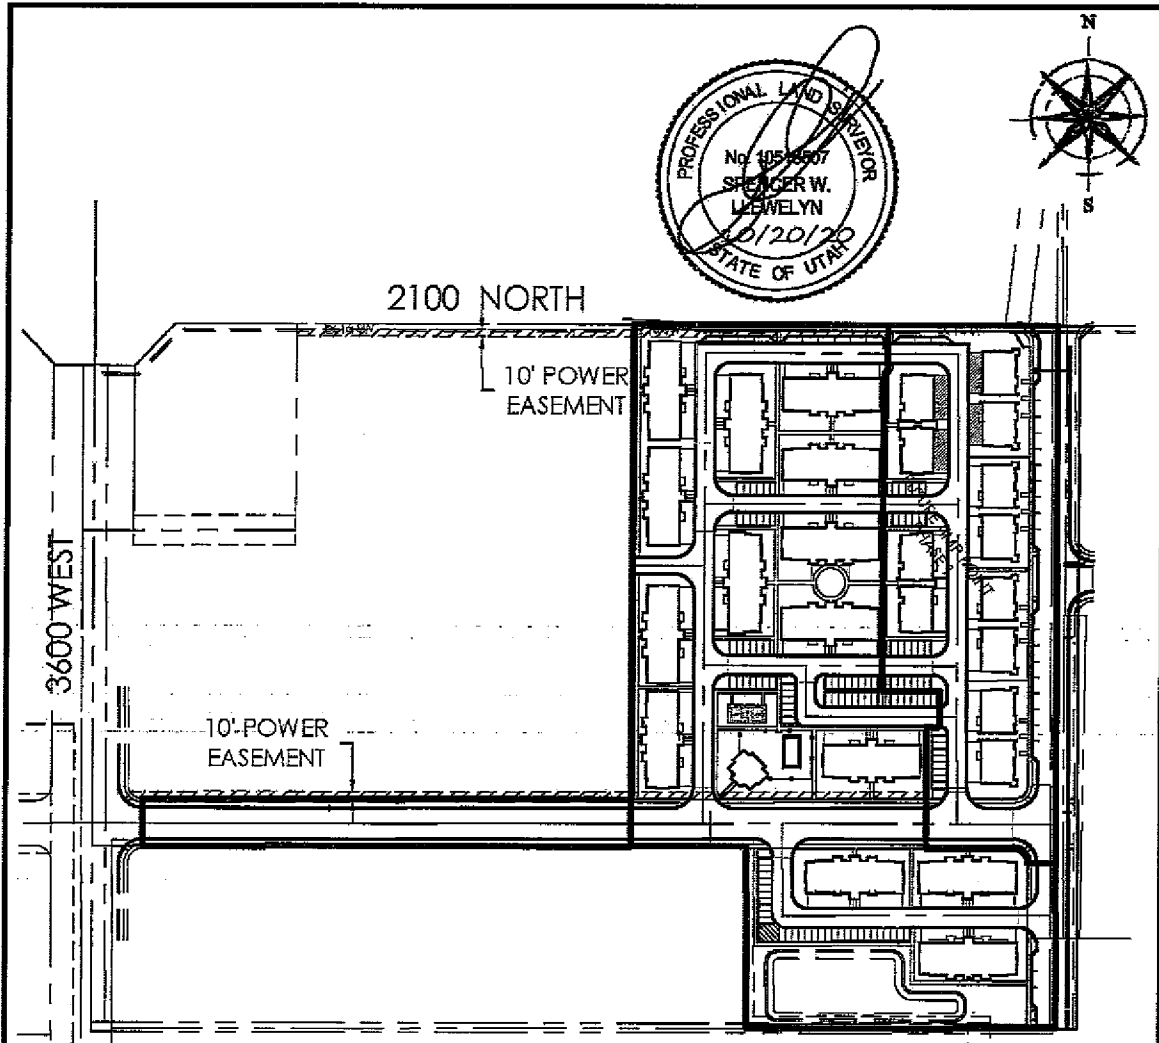 N
S
PROFESSIONAL LAND SURVEYOR
No.
SPENCER W.
LLEWELYN
10/20/20
STATE OF UTAH
2100 NORTH
10' POWER
EASEMENT
3600 WEST
10' POWER
EASEMENT